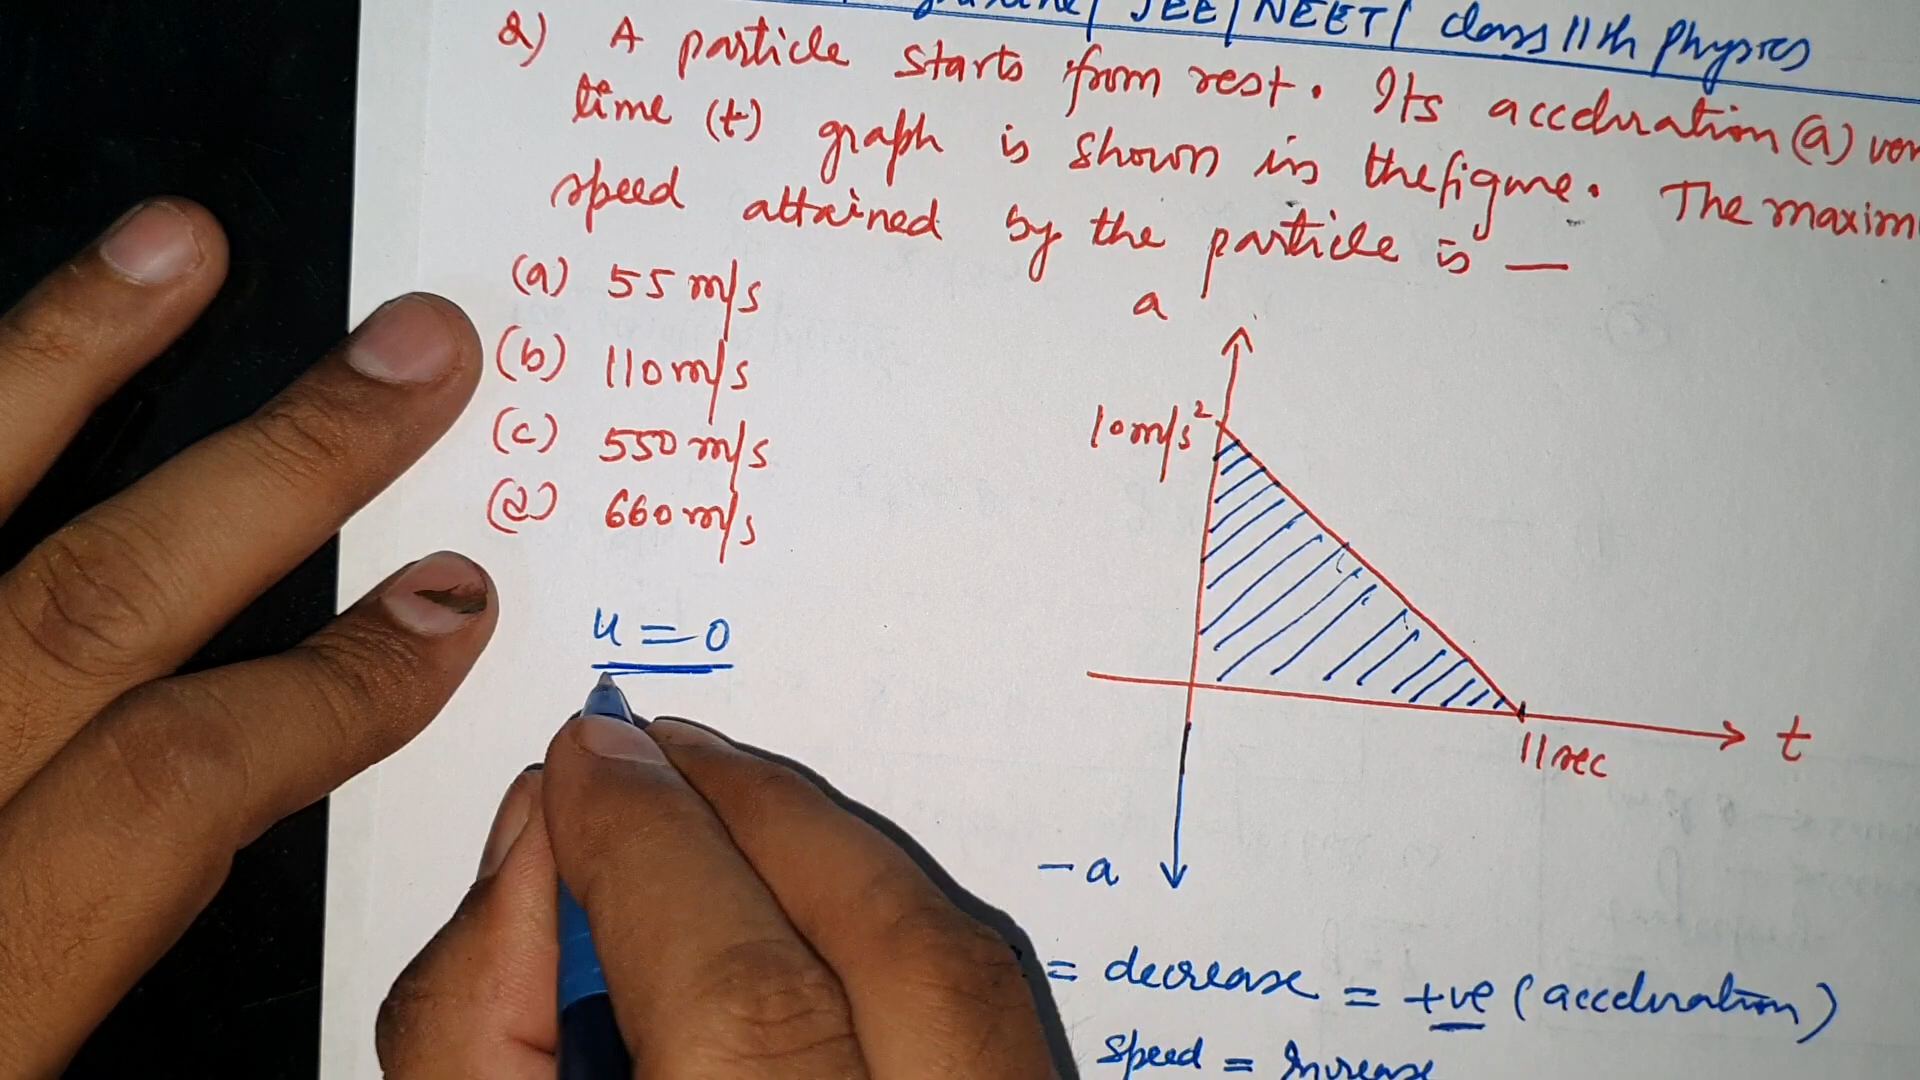 JEE | NEET | Class 11th Physics
Q) A particle starts from rest. Its acceleration (a)
time (t) graph is shown in the figure. The
speed attained by the particle is —
(a) 55 m/s
(b) 110 m/s
(c) 550 m/s
(d) 660 m/s
a
10 m/s²
u = 0
t
11 sec
- a
= decrease = +ve (acceleration)
speed = Increase